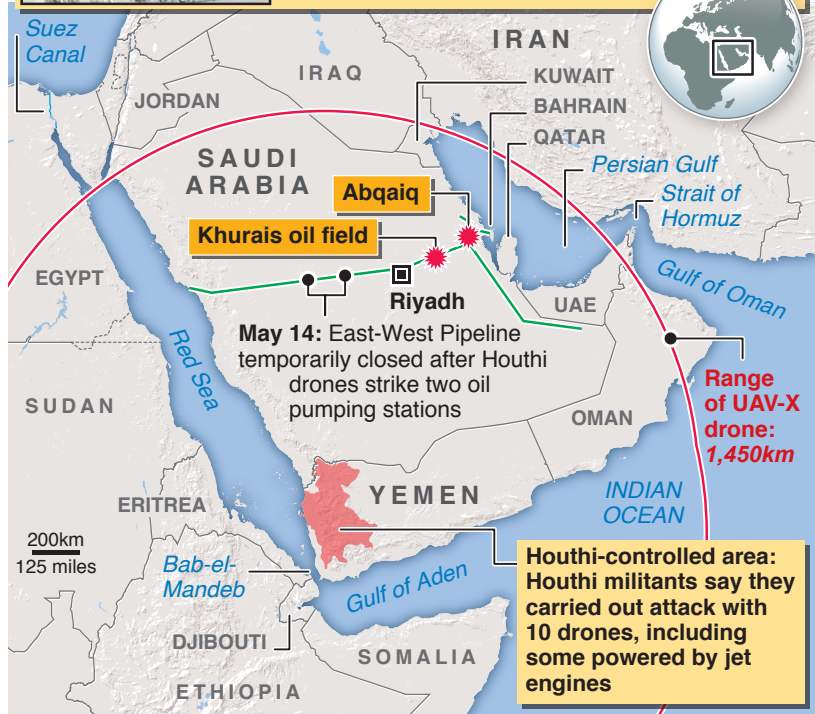 Suez
Canal
IRAN
IRAQ
KUWAIT
JORDAN
BAHRAIN
QATAR
SAUDI
ARABIA
Persian Gulf
Abqaiq
Strait of
Hormuz
Khurais oil field
EGYPT
Gulf of Oman
Riyadh
UAE
May 14: East-West Pipeline
temporarily closed after Houthi
drones strike two oil
pumping stations
Red Sea
Range
of UAV-X
drone:
1,450km
SUDAN
OMAN
YEMEN
INDIAN
OCEAN
ERITREA
200km
125 miles
Bab-el-
Mandeb
Gulf of Aden
Houthi-controlled area:
Houthi militants say they
carried out attack with
10 drones, including
some powered by jet
engines
DJIBOUTI
SOMALIA
ETHIOPIA